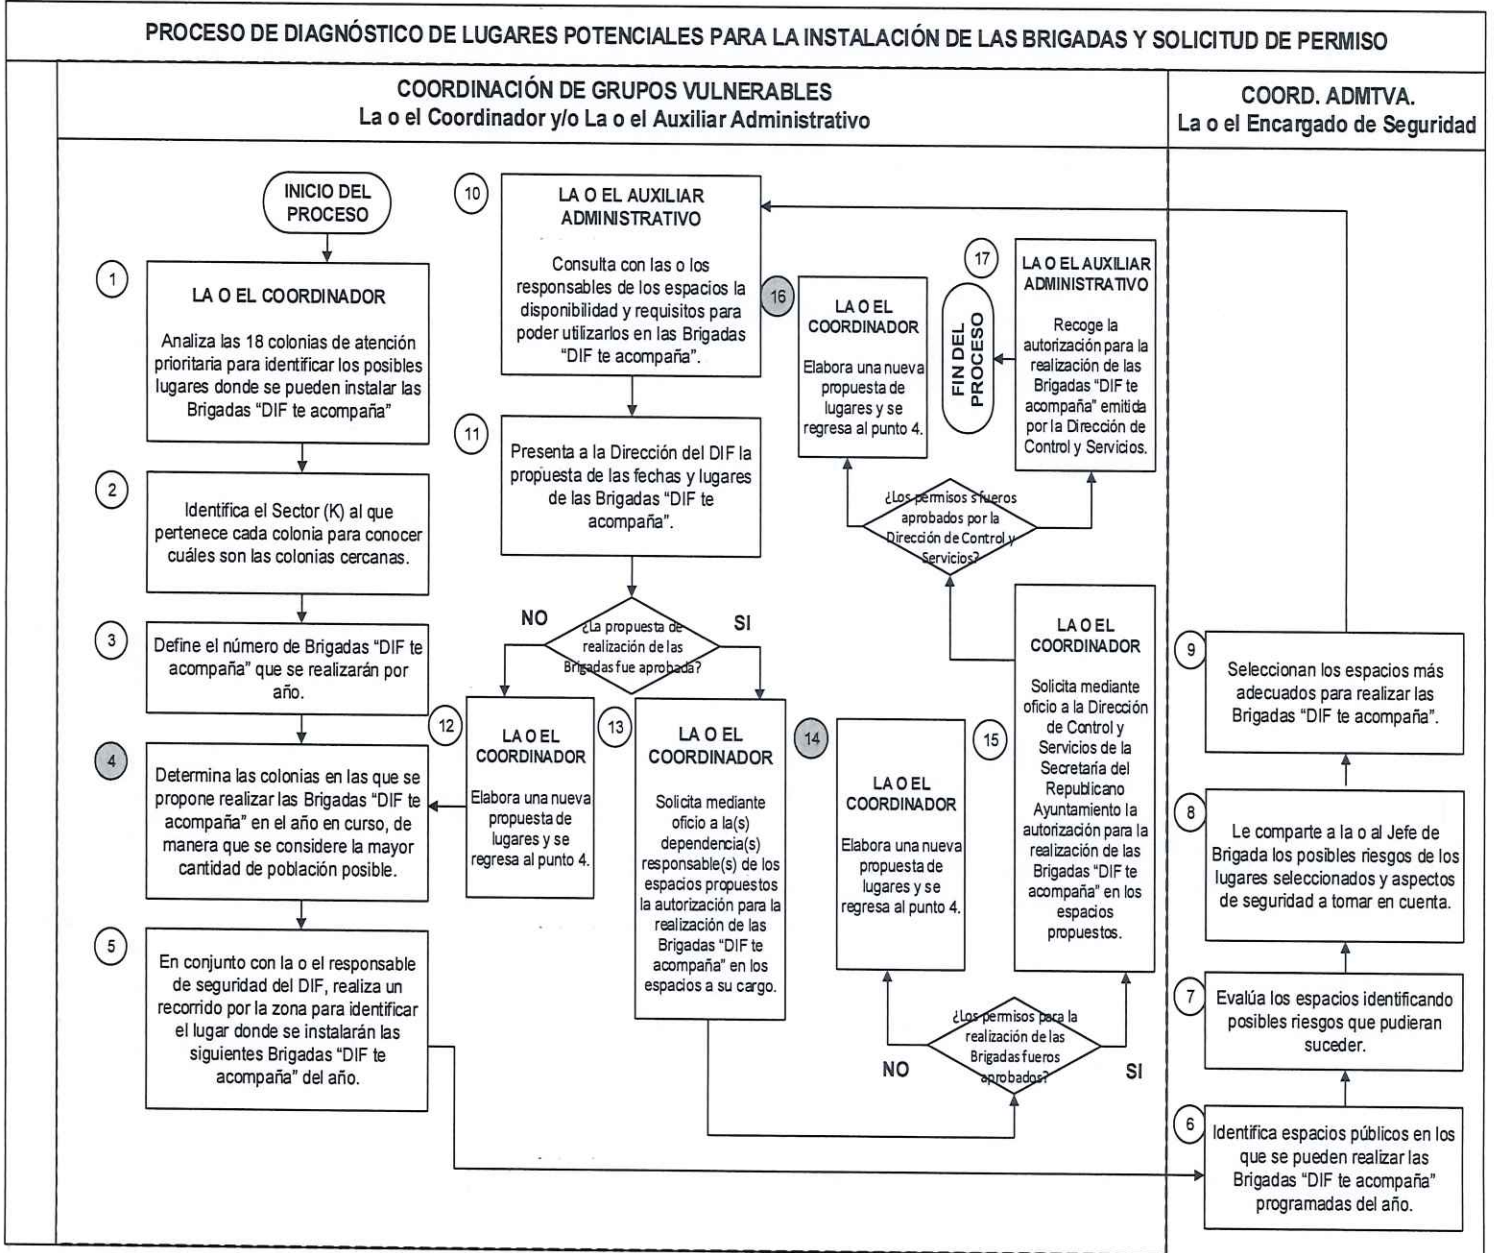 PROCESO DE DIAGNÓSTICO DE LUGARES POTENCIALES PARA LA INSTALACIÓN DE LAS BRIGADAS Y SOLICITUD DE PERMISO
COORDINACIÓN DE GRUPOS VULNERABLES
La o el Coordinador y/o La o el Auxiliar Administrativo
COORD. ADMTVA.
La o el Encargado de Seguridad
INICIO DEL
PROCESO
1
LA O EL COORDINADOR
Analiza las 18 colonias de atención
prioritaria para identificar los posibles
lugares donde se pueden instalar las
Brigadas “DIF te acompaña”
2
Identifica el Sector (K) al que
pertenece cada colonia para conocer
cuáles son las colonias cercanas.
3
Define el número de Brigadas “DIF te
acompaña” que se realizarán por
año.
4
Determina las colonias en las que se
propone realizar las Brigadas “DIF te
acompaña” en el año en curso, de
manera que se considere la mayor
cantidad de población posible.
5
En conjunto con la o el responsable
de seguridad del DIF, realiza un
recorrido por la zona para identificar
el lugar donde se instalarán las
siguientes Brigadas “DIF te
acompaña” del año.
6
Identifica espacios públicos en los
que se pueden realizar las
Brigadas “DIF te acompaña”
programadas del año.
7
Evalúa los espacios identificando
posibles riesgos que pudieran
suceder.
8
Le comparte a la o al Jefe de
Brigada los posibles riesgos de los
lugares seleccionados y aspectos
de seguridad a tomar en cuenta.
9
Seleccionan los espacios más
adecuados para realizar las
Brigadas “DIF te acompaña”.
10
LA O EL AUXILIAR
ADMINISTRATIVO
Consulta con las o los
responsables de los espacios la
disponibilidad y requisitos para
poder utilizarlos en las Brigadas
“DIF te acompaña”.
11
Presenta a la Dirección del DIF la
propuesta de las fechas y lugares
de las Brigadas “DIF te
acompaña”.
¿La propuesta de
realización de las
Brigadas fue aprobada?
NO
SI
12
LA O EL
COORDINADOR
Elabora una nueva
propuesta de
lugares y se
regresa al punto 4.
13
LA O EL
COORDINADOR
Solicita mediante
oficio a la(s)
dependencia(s)
responsable(s) de los
espacios propuestos
la autorización para la
realización de las
Brigadas “DIF te
acompaña” en los
espacios a su cargo.
¿Los permisos para la
realización de las
Brigadas fueros
aprobados?
NO
SI
14
LA O EL
COORDINADOR
Elabora una nueva
propuesta de
lugares y se
regresa al punto 4.
15
LA O EL
COORDINADOR
Solicita mediante
oficio a la Dirección
de Control y
Servicios de la
Secretaría del
Republicano
Ayuntamiento la
autorización para la
realización de las
Brigadas “DIF te
acompaña” en los
espacios
propuestos.
¿Los permisos s fueros
aprobados por la
Dirección de Control y
Servicios?
16
LA O EL
COORDINADOR
Elabora una nueva
propuesta de
lugares y se
regresa al punto 4.
17
LA O EL AUXILIAR
ADMINISTRATIVO
Recoge la
autorización para la
realización de las
Brigadas “DIF te
acompaña” emitida
por la Dirección de
Control y Servicios.
FIN DEL
PROCESO